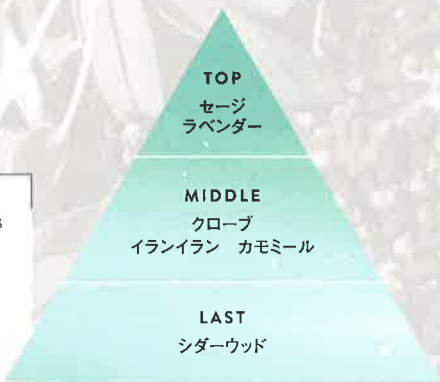 TOP
セージ
ラベンダー
MIDDLE
クローブ
イランイラン カモミール
LAST
シダーウッド